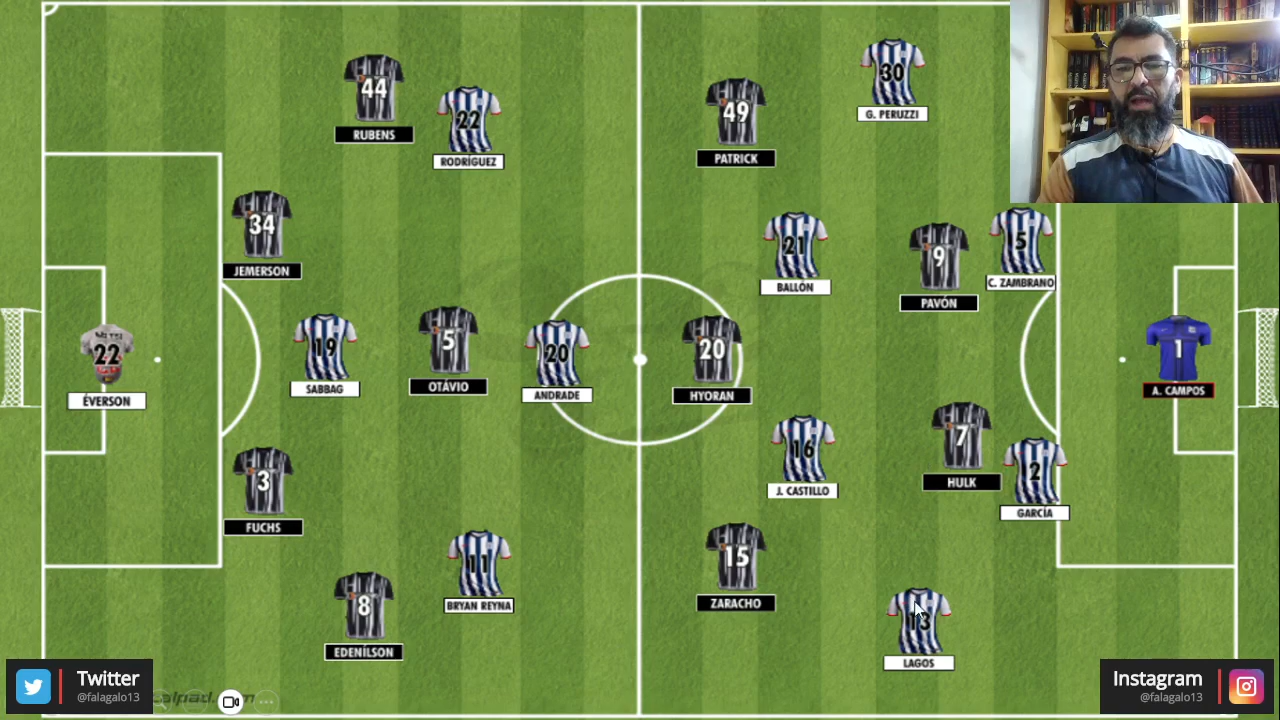 44
RUBENS
22
RODRÍGUEZ
49
PATRICK
30
G. PERUZZI
34
JEMERSON
21
BALLÓN
9
PAVÓN
5
C. ZAMBRANO
22
ÉVERSON
19
SABBAG
5
OTÁVIO
20
ANDRADE
20
HYORAN
1
A. CAMPOS
3
FUCHS
16
J. CASTILLO
7
HULK
2
GARCÍA
8
EDENÍLSON
11
BRYAN REYNA
15
ZARACHO
13
LAGOS
Twitter
@falagalo13
Instagram
@falagalo13